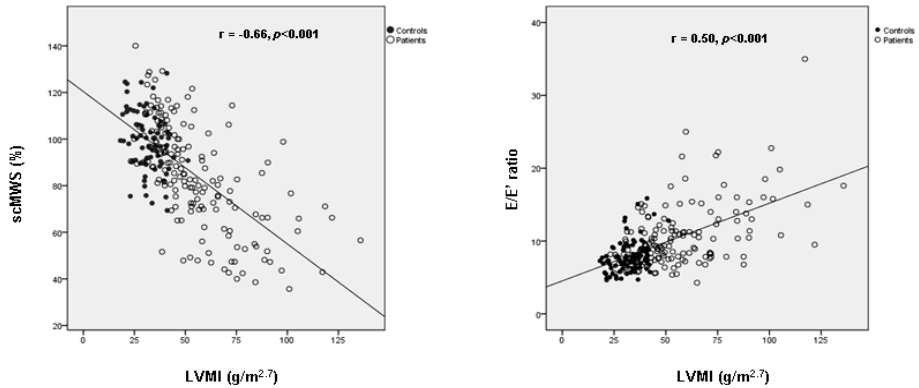 r = -0.66, p<0.001
Controls
Patients
140
120
100
80
60
40
20
0 25 50 75 100 125
scMWS (%)
LVMI (g/m2.7)
r = 0.50, p<0.001
Controls
Patients
40
30
20
10
0
0 25 50 75 100 125
E/E' ratio
LVMI (g/m2.7)